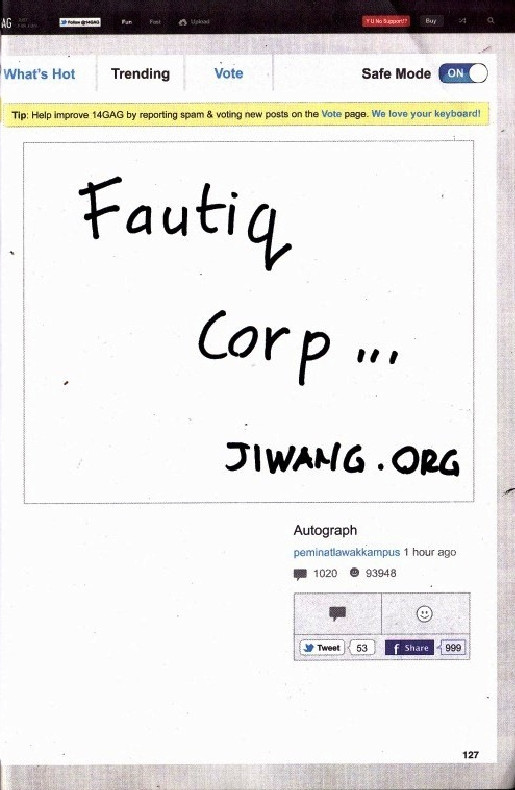 AG
Follow @14GAG
Fun
Fast
Upload
Y U No Support!?
Buy
What's Hot
Trending
Vote
Safe Mode
ON
Tip: Help improve 14GAG by reporting spam & voting new posts on the Vote page. We love your keyboard!
Fautiq
Corp ...
JIWANG.ORG
Autograph
peminatlawakkampus 1 hour ago
1020
93948
Tweet
53
f Share
999
127